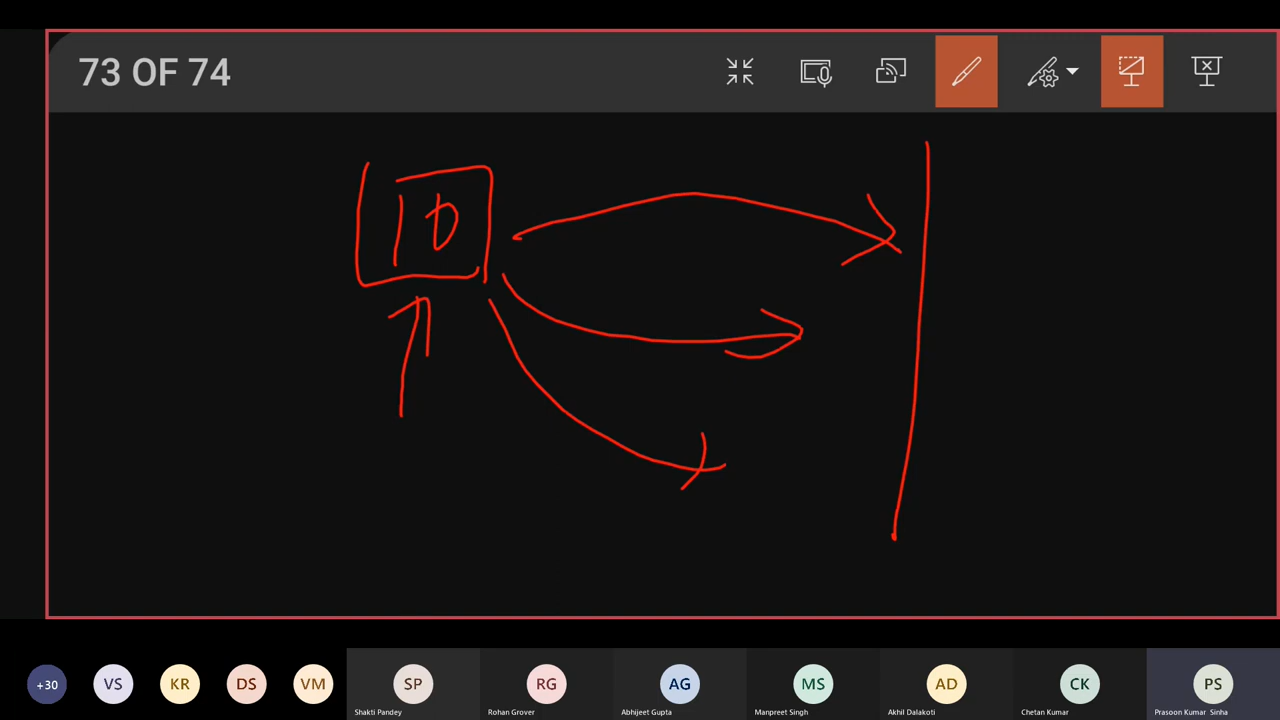 73 OF 74
+30 VS KR DS VM SP RG AG MS AD CK PS
Shakti Pandey Rohan Grover Abhijeet Gupta Manpreet Singh Akhil Dalakoti Chetan Kumar Prasoon Kumar Sinha